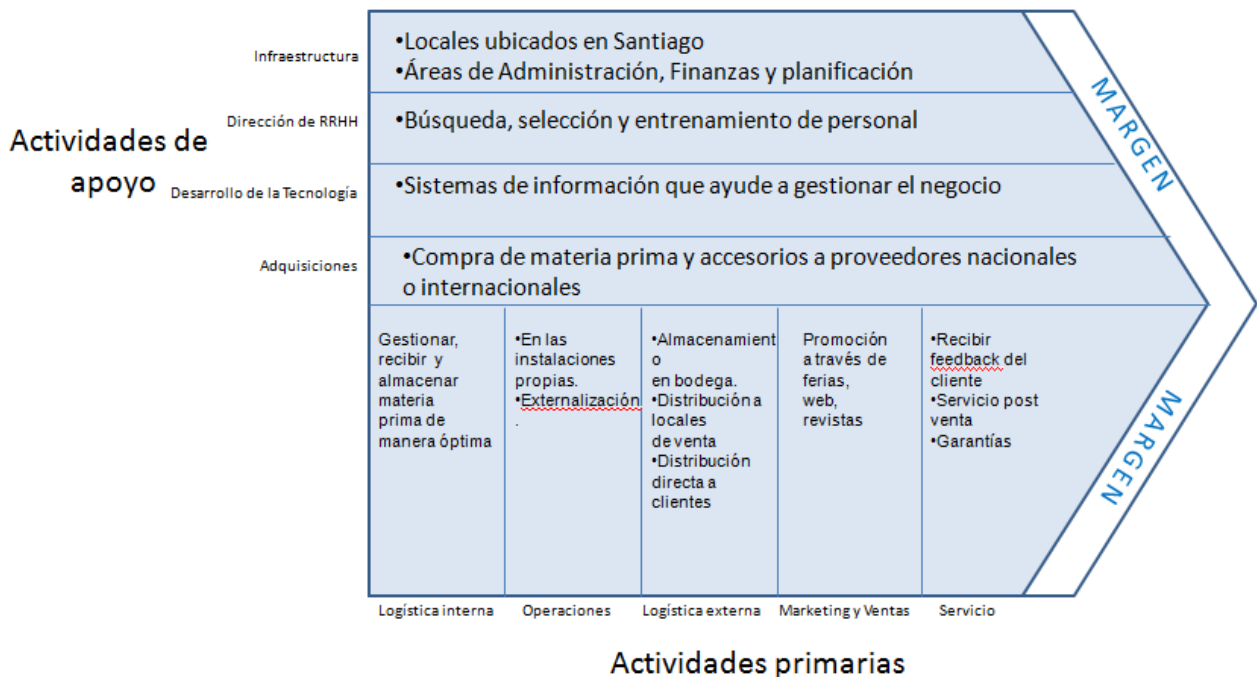 Infraestructura
•Locales ubicados en Santiago
•Áreas de Administración, Finanzas y planificación
Dirección de RRHH
•Búsqueda, selección y entrenamiento de personal
Actividades de
apoyo
Desarrollo de la Tecnología
•Sistemas de información que ayude a gestionar el negocio
Adquisiciones
•Compra de materia prima y accesorios a proveedores nacionales
o internacionales
MARGEN
Gestionar,
recibir y
almacenar
materia
prima de
manera óptima
•En las
instalaciones
propias.
•Externalización
.
•Almacenamient
o
en bodega.
•Distribución a
locales
de venta
•Distribución
directa a
clientes
Promoción
a través de
ferias,
web,
revistas
•Recibir
feedback del
cliente
•Servicio post
venta
•Garantías
MARGEN
Logística interna
Operaciones
Logística externa
Marketing y Ventas
Servicio
Actividades primarias